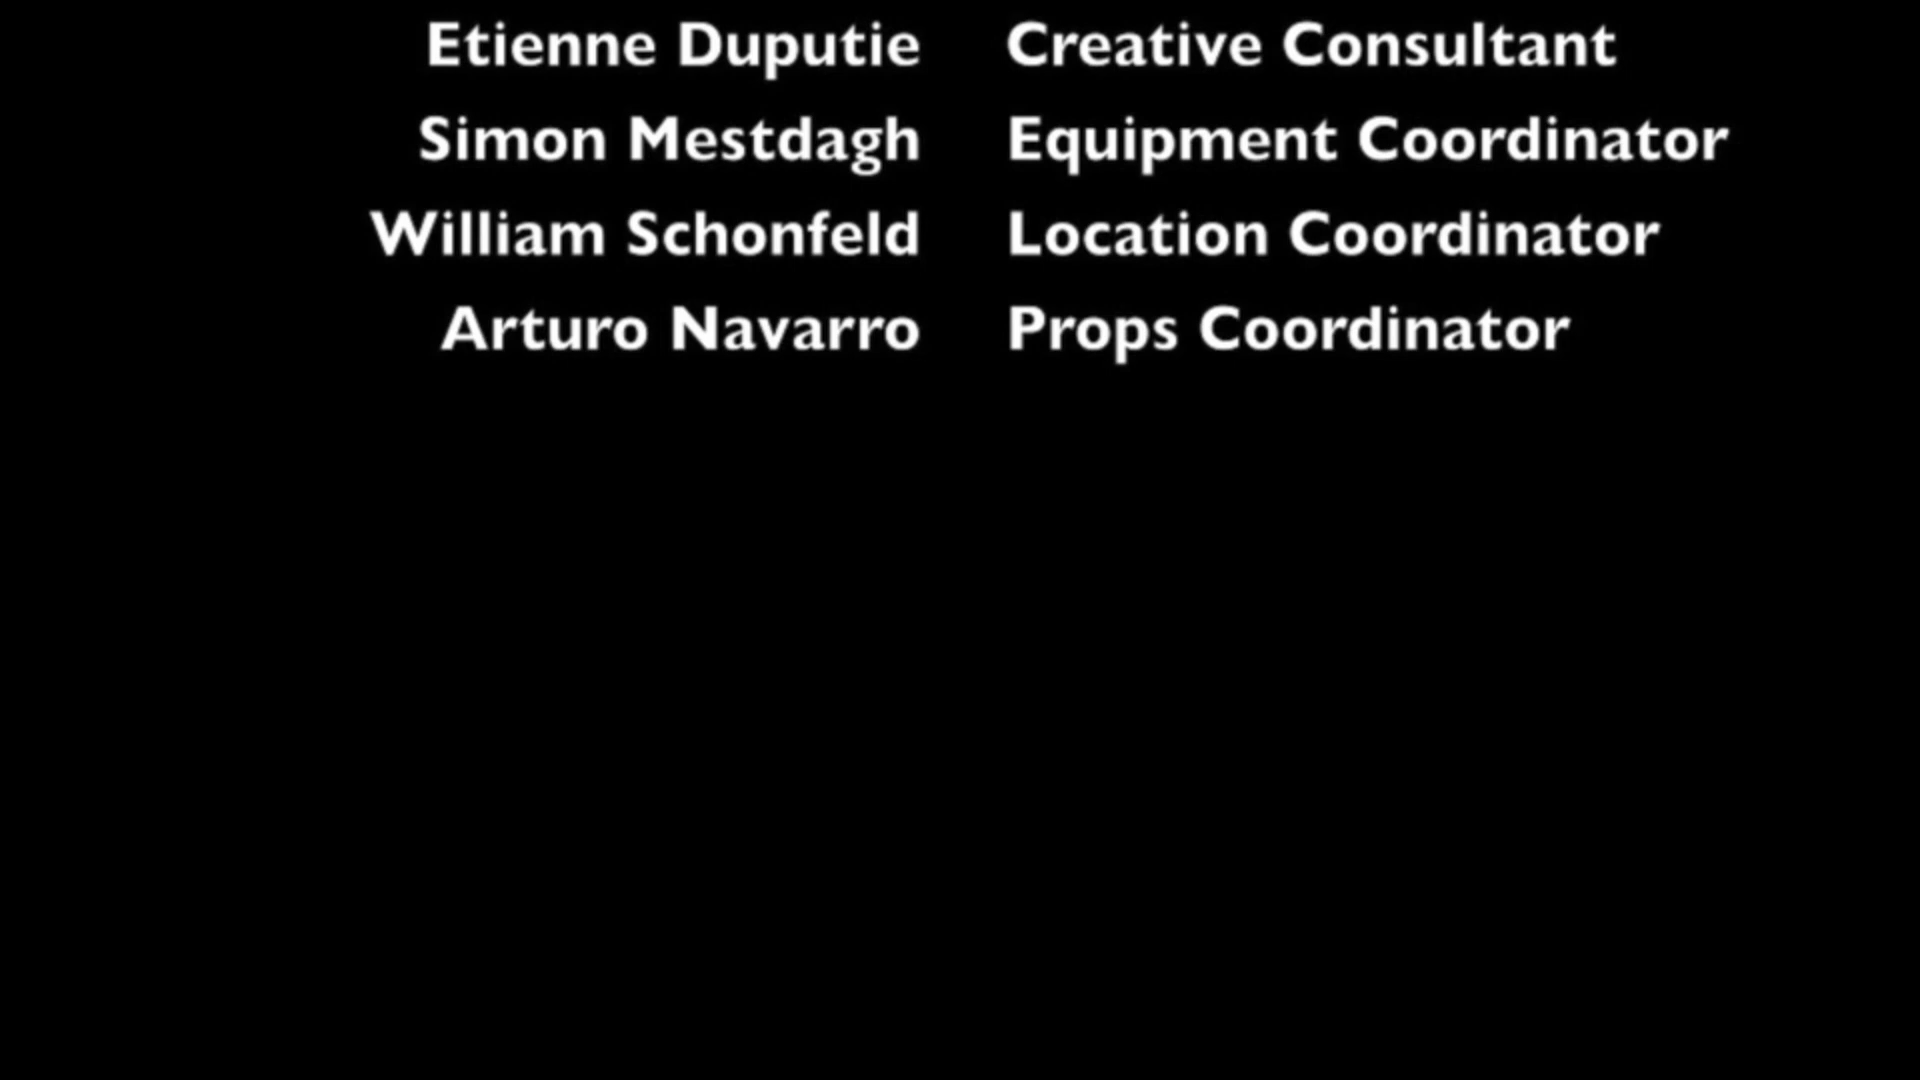 Etienne Duputie Creative Consultant
Simon Mestdagh Equipment Coordinator
William Schonfeld Location Coordinator
Arturo Navarro Props Coordinator